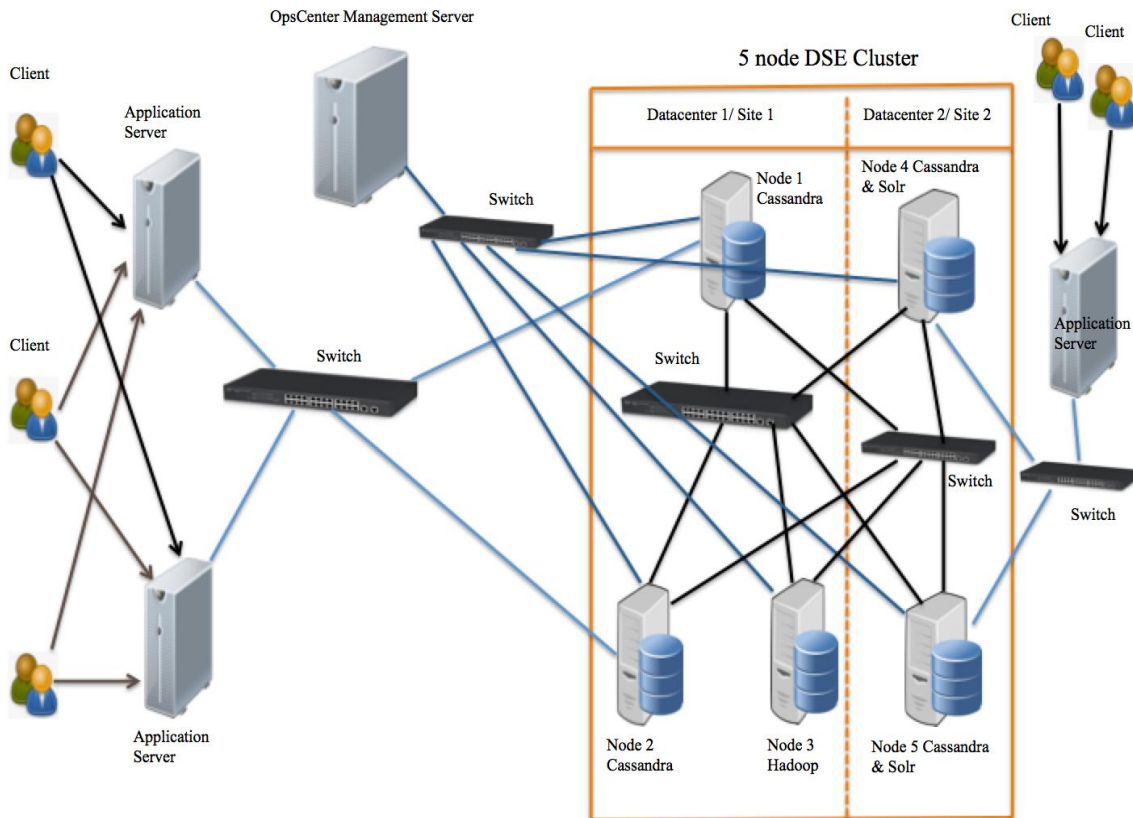 OpsCenter Management Server
Client
Client
5 node DSE Cluster
Client
Application
Server
Datacenter 1/ Site 1
Datacenter 2/ Site 2
Node 1
Cassandra
Node 4 Cassandra
& Solr
Switch
Application
Server
Client
Switch
Switch
Switch
Switch
Application
Server
Node 2
Cassandra
Node 3
Hadoop
Node 5 Cassandra
& Solr